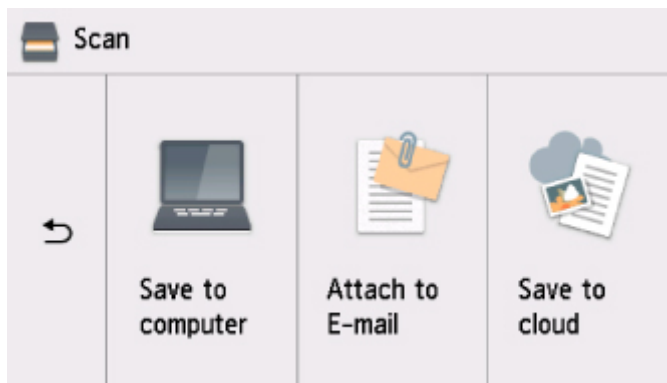 Scan
Save to
computer
Attach to
E-mail
Save to
cloud